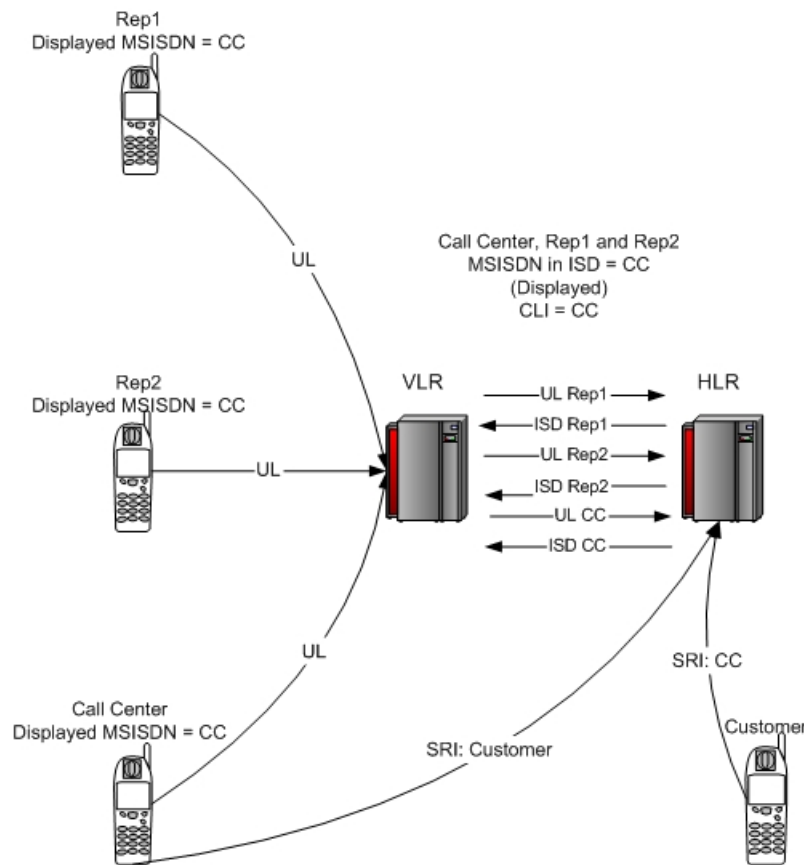 Rep1
Displayed MSISDN = CC
UL
Call Center, Rep1 and Rep2
MSISDN in ISD = CC
(Displayed)
CLI = CC
Rep2
Displayed MSISDN = CC
VLR
HLR
UL Rep1
ISD Rep1
UL Rep2
ISD Rep2
UL CC
ISD CC
UL
UL
SRI: CC
Call Center
Displayed MSISDN = CC
Customer
SRI: Customer